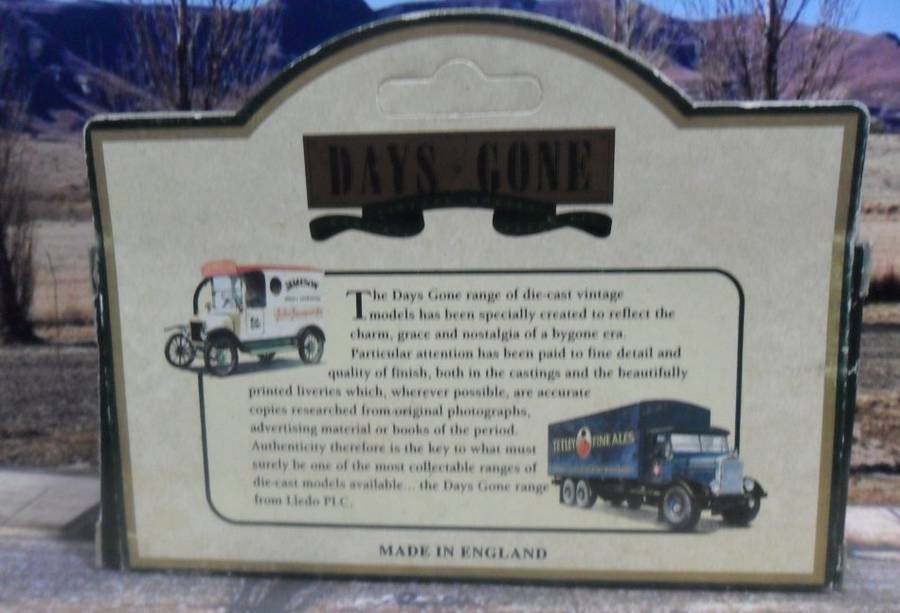 DAYS GONE
The Days Gone range of die-cast vintage
models has been specially created to reflect the
charm, grace and nostalgia of a bygone era.
Particular attention has been paid to fine detail and
quality of finish, both in the castings and the beautifully
printed liveries which, wherever possible, are accurate
copies researched from original photographs,
advertising material or books of the period.
Authenticity therefore is the key to what must
surely be one of the most collectable ranges of
die-cast models available... the Days Gone range
from Lledo PLC.
JAMESON
TETLEY FINE ALES
MADE IN ENGLAND